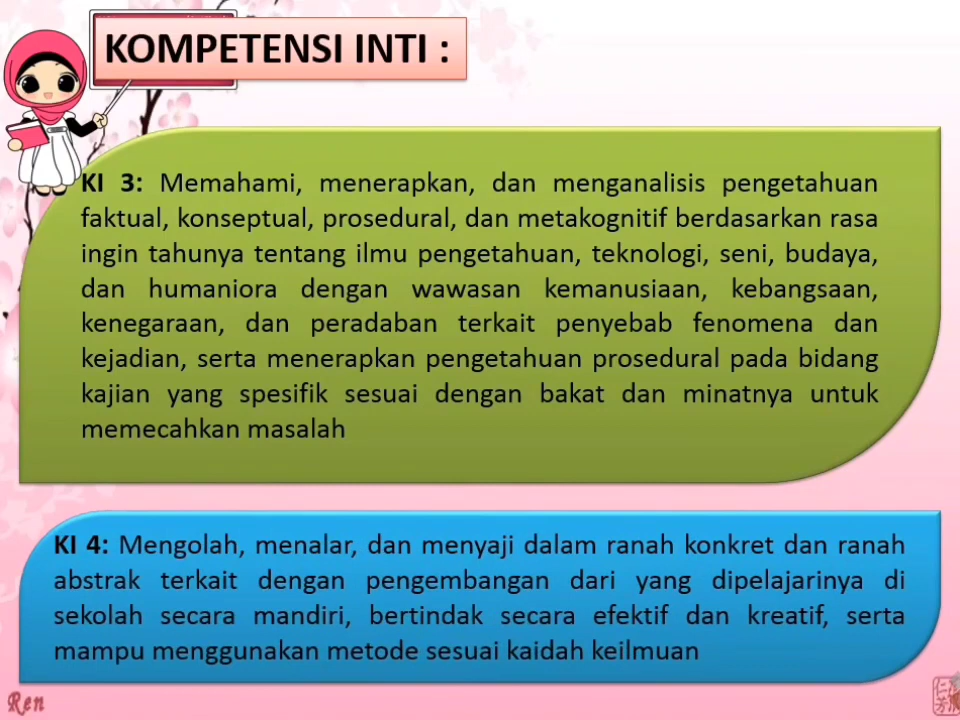 KOMPETENSI INTI :
KI 3: Memahami, menerapkan, dan menganalisis pengetahuan
faktual, konseptual, prosedural, dan metakognitif berdasarkan rasa
ingin tahunya tentang ilmu pengetahuan, teknologi, seni, budaya,
dan humaniora dengan wawasan kemanusiaan, kebangsaan,
kenegaraan, dan peradaban terkait penyebab fenomena dan
kejadian, serta menerapkan pengetahuan prosedural pada bidang
kajian yang spesifik sesuai dengan bakat dan minatnya untuk
memecahkan masalah
KI 4: Mengolah, menalar, dan menyaji dalam ranah konkret dan ranah
abstrak terkait dengan pengembangan dari yang dipelajarinya di
sekolah secara mandiri, bertindak secara efektif dan kreatif, serta
mampu menggunakan metode sesuai kaidah keilmuan
Ren